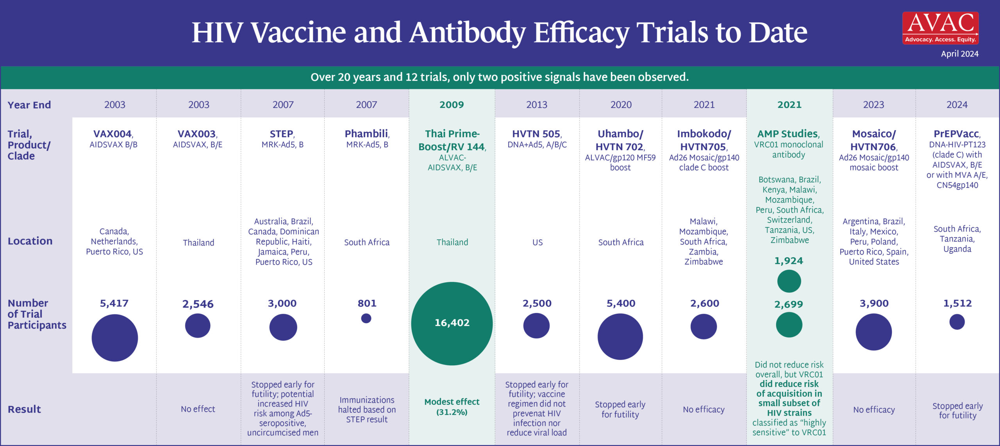 HIV Vaccine and Antibody Efficacy Trials to Date
AVAC
Advocacy. Access. Equity.
April 2024
Over 20 years and 12 trials, only two positive signals have been observed.
Year End
2003
2003
2007
2007
2009
2013
2020
2021
2021
2023
2024
Trial,
Product/
Clade
VAX004,
AIDSVAX B/B
VAX003,
AIDSVAX, B/E
STEP,
MRK-Ad5, B
Phambili,
MRK-Ad5, B
Thai Prime-
Boost/RV 144,
ALVAC-
AIDSVAX, B/E
HVTN 505,
DNA+Ad5, A/B/C
Uhambo/
HVTN 702,
ALVAC/gp120 MF59
boost
Imbokodo/
HVTN705,
Ad26 Mosaic/gp140
clade C boost
AMP Studies,
VRC01 monoclonal
antibody
Mosaico/
HVTN706,
Ad26 Mosaic/gp140
mosaic boost
PrEPVacc,
DNA-HIV-PT123
(clade C) with
AIDSVAX, B/E
or with MVA A/E,
CN54gp140
Location
Canada,
Netherlands,
Puerto Rico, US
Thailand
Australia, Brazil,
Canada, Dominican
Republic, Haiti,
Jamaica, Peru,
Puerto Rico, US
South Africa
Thailand
US
South Africa
Malawi,
Mozambique,
South Africa,
Zambia,
Zimbabwe
Botswana, Brazil,
Kenya, Malawi,
Mozambique,
Peru, South Africa,
Switzerland,
Tanzania, US,
Zimbabwe
Argentina, Brazil,
Italy, Mexico,
Peru, Poland,
Puerto Rico, Spain,
United States
South Africa,
Tanzania,
Uganda
Number
of Trial
Participants
5,417
2,546
3,000
801
16,402
2,500
5,400
2,600
1,924
2,699
3,900
1,512
Result
No effect
Stopped early for
futility; potential
increased HIV
risk among Ad5-
seropositive,
uncircumcised men
Immunizations
halted based on
STEP result
Modest effect
(31.2%)
Stopped early for
futility; vaccine
regimen did not
prevenat HIV
infection nor
reduce viral load
Stopped early
for futility
No efficacy
Did not reduce risk
overall, but VRC01
did reduce risk
of acquisition in
small subset of
HIV strains
classified as “highly
sensitive” to VRC01
No efficacy
Stopped early
for futility